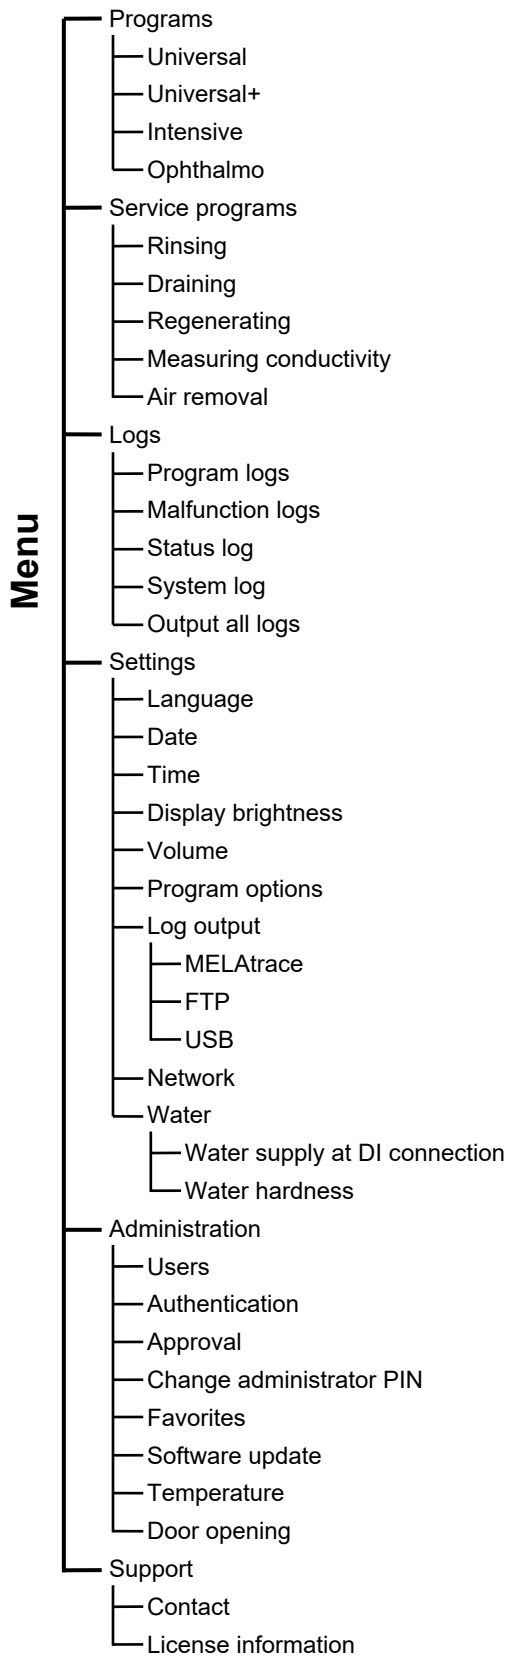 Menu
Programs
Universal
Universal+
Intensive
Ophthalmo
Service programs
Rinsing
Draining
Regenerating
Measuring conductivity
Air removal
Logs
Program logs
Malfunction logs
Status log
System log
Output all logs
Settings
Language
Date
Time
Display brightness
Volume
Program options
Log output
MELAtrace
FTP
USB
Network
Water
Water supply at DI connection
Water hardness
Administration
Users
Authentication
Approval
Change administrator PIN
Favorites
Software update
Temperature
Door opening
Support
Contact
License information